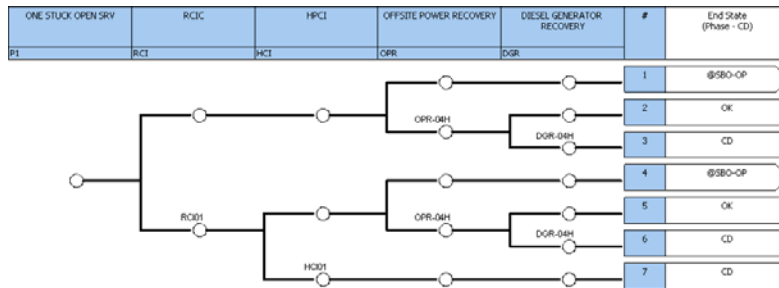 ONE STUCK OPEN SRV
RCIC
HPCI
OFFSITE POWER RECOVERY
DIESEL GENERATOR
RECOVERY
#
End State
(Phase - CD)
P1
RCI
HCI
OPR
DGR
1
@SBO-OP
2
OK
OPR-04H
DGR-04H
3
CD
4
@SBO-OP
5
OK
RCI01
OPR-04H
DGR-04H
6
CD
HCI01
7
CD